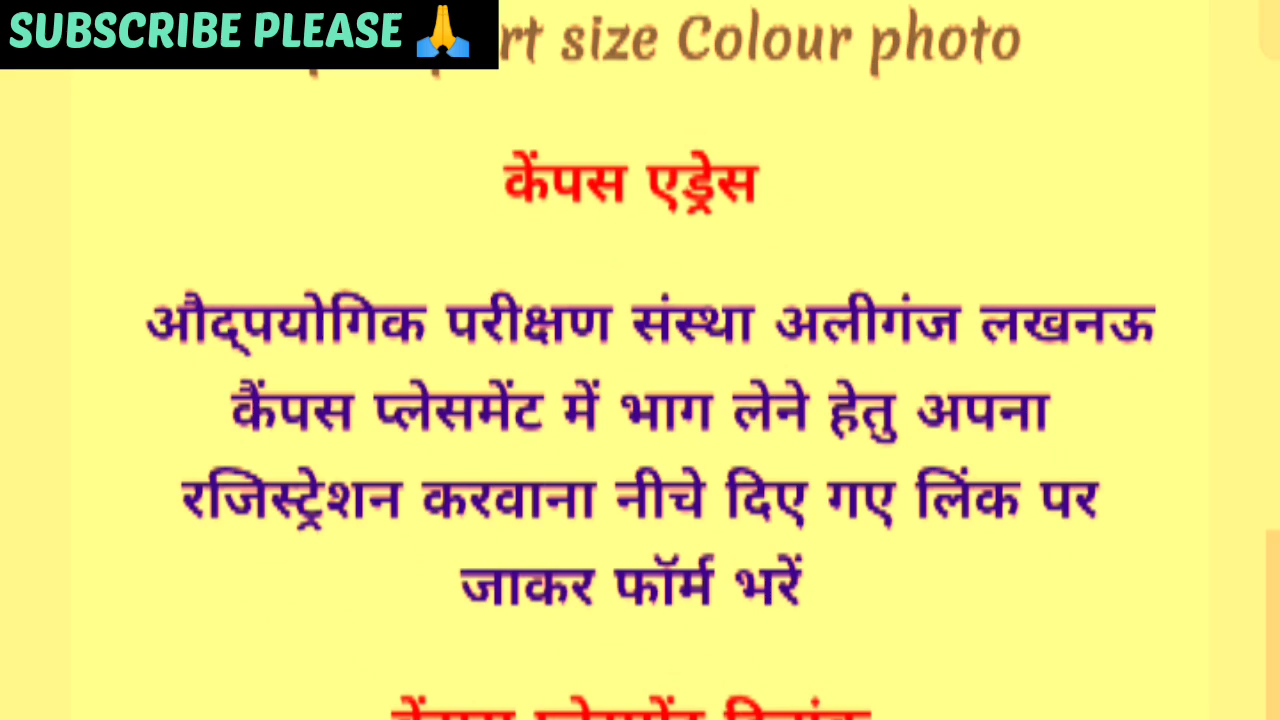 SUBSCRIBE PLEASE 🙏
size Colour photo
केंपस एड्रेस
औद्पयोगिक परीक्षण संस्था अलीगंज लखनऊ
कैंपस प्लेसमेंट में भाग लेने हेतु अपना
रजिस्ट्रेशन करवाना नीचे दिए गए लिंक पर
जाकर फॉर्म भरें